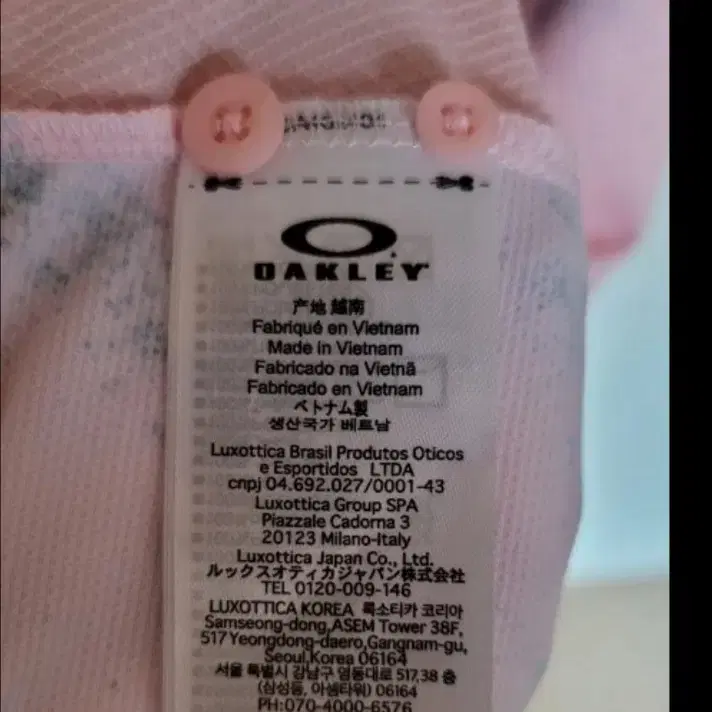 OAKLEY
产地 越南
Fabriqué en Vietnam
Made in Vietnam
Fabricado na Vietnã
Fabricado en Vietnam
ベトナム製
생산국가 베트남
Luxottica Brasil Produtos Oticos
e Esportidos LTDA
cnpj 04.692.027/0001-43
Luxottica Group SPA
Piazzale Cadorna 3
20123 Milano-Italy
Luxottica Japan Co., Ltd.
ルックスオティカジャパン株式会社
TEL 0120-009-146
LUXOTTICA KOREA 룩소티카 코리아
Samseong-dong,ASEM Tower 38F,
517 Yeongdong-daero,Gangnam-gu,
Seoul,Korea 06164
서울 특별시 강남구 영동대로 517,38 층
(삼성동, 아셈타워) 06164
PH:070-4000-6576